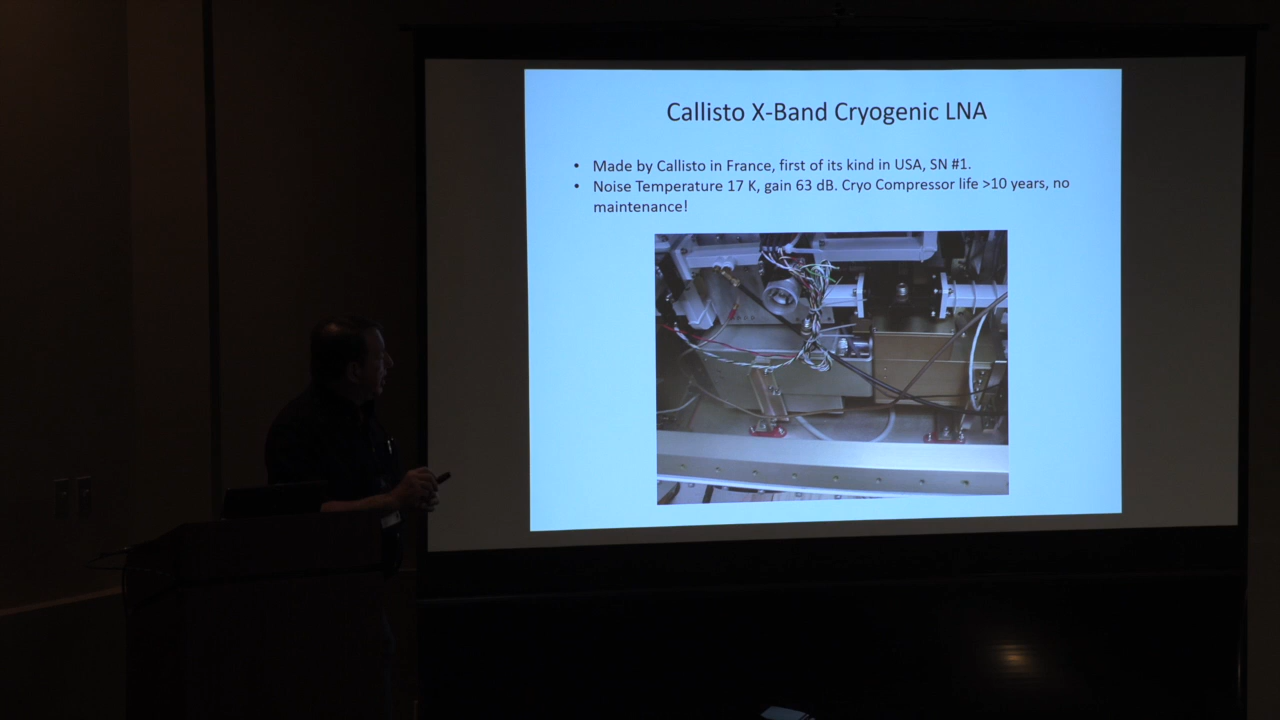 Callisto X-Band Cryogenic LNA
• Made by Callisto in France, first of its kind in USA, SN #1.
• Noise Temperature 17 K, gain 63 dB. Cryo Compressor life >10 years, no
maintenance!